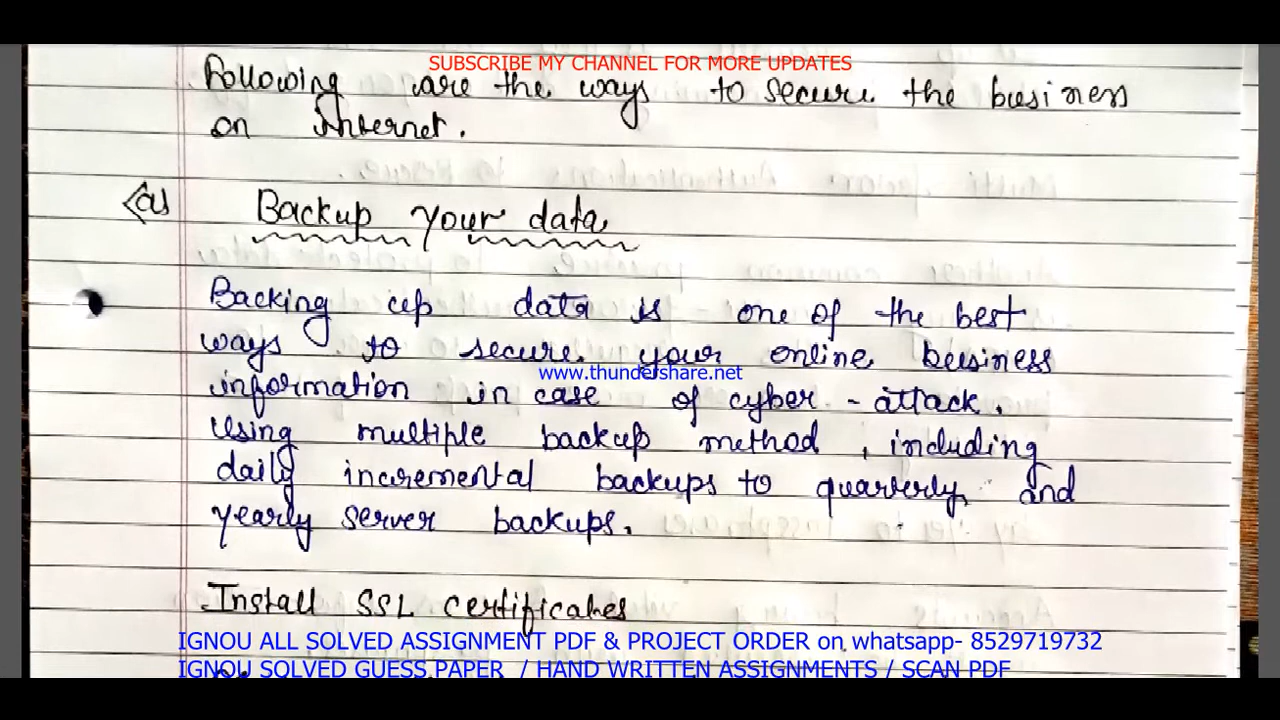 SUBSCRIBE MY CHANNEL FOR MORE UPDATES
Following are the ways to secure the business
on internet.
(a) Backup your data
Backing up data is one of the best
ways to secure your online business
www.thundershare.net
information in case of cyber-attack.
Using multiple backup method, including
daily incremental backups to quarterly, and
yearly server backups.
Install SSL certificates
IGNOU ALL SOLVED ASSIGNMENT PDF & PROJECT ORDER on whatsapp- 8529719732
IGNOU SOLVED GUESS PAPER / HAND WRITTEN ASSIGNMENTS / SCAN PDF